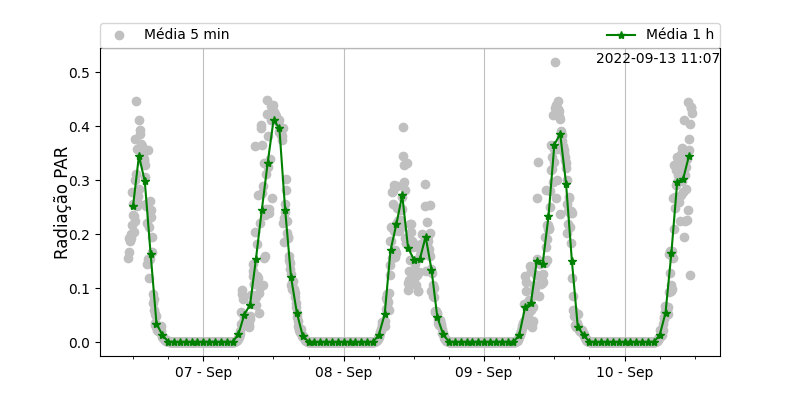 Média 5 min
Média 1 h
2022-09-13 11:07
Radiação PAR
0.5
0.4
0.3
0.2
0.1
0.0
07 - Sep
08 - Sep
09 - Sep
10 - Sep